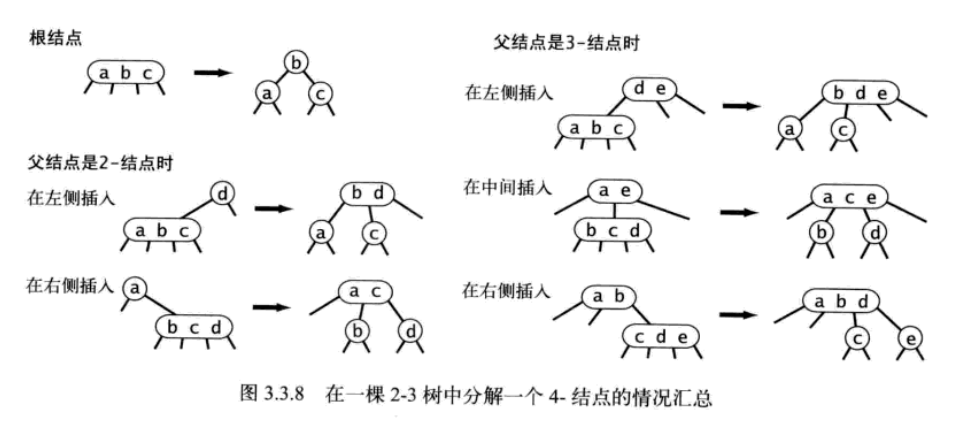 根结点
a b c
b
a c
父结点是2-结点时
在左侧插入
d
a b c
b d
a c
在右侧插入
a
b c d
a c
b d
父结点是3-结点时
在左侧插入
d e
a b c
b d e
a c
在中间插入
a e
b c d
a c e
b d
在右侧插入
a b
c d e
a b d
c e
图 3.3.8 在一棵 2-3 树中分解一个 4- 结点的情况汇总